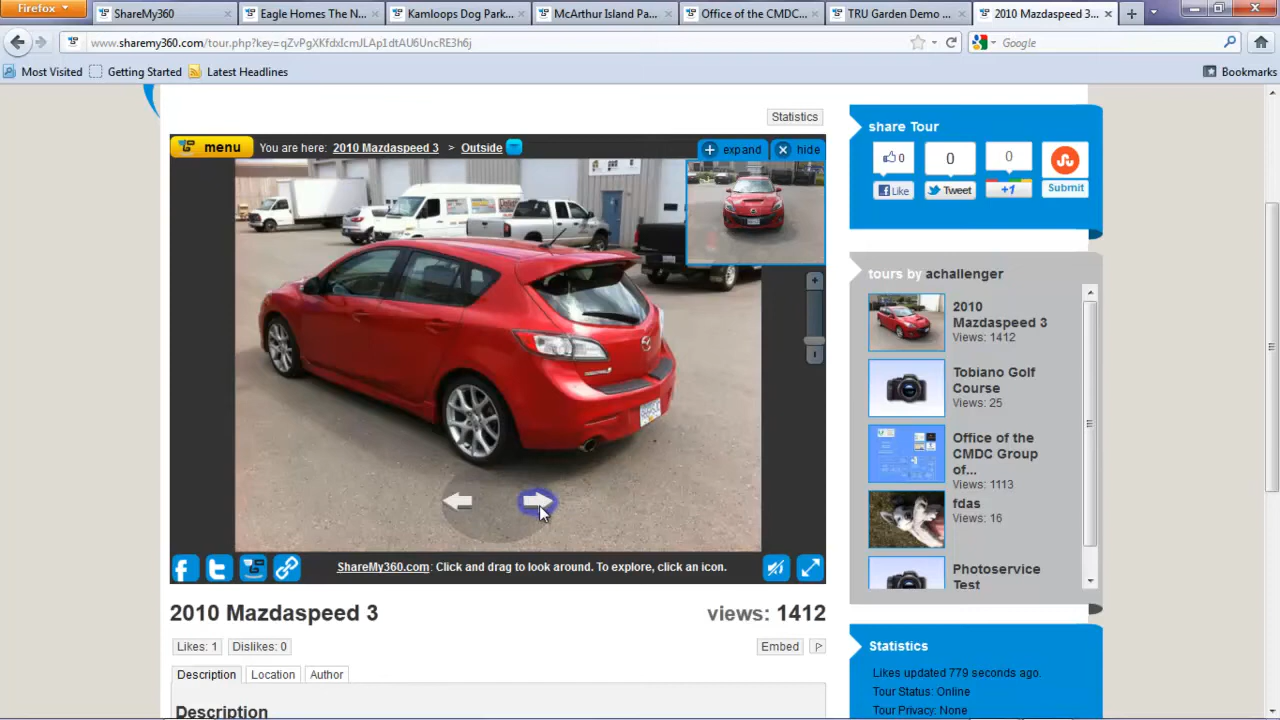 Firefox
ShareMy360
Eagle Homes The N...
Kamloops Dog Park...
McArthur Island Pa...
Office of the CMDC...
TRU Garden Demo ...
2010 Mazdaspeed 3...
www.sharemy360.com/tour.php?key=
Google
Most Visited
Getting Started
Latest Headlines
Bookmarks
Statistics
menu
You are here: 2010 Mazdaspeed 3 > Outside
expand
hide
ShareMy360.com: Click and drag to look around. To explore, click an icon.
2010 Mazdaspeed 3
views: 1412
Likes: 1
Dislikes: 0
Embed
Description
Location
Author
Description
share Tour
0
0
0
Like
Tweet
+1
Submit
tours by achallenger
2010
Mazdaspeed 3
Views: 1412
Tobiano Golf
Course
Views: 25
Office of the
CMDC Group
of...
Views: 1113
fdas
Views: 16
Photoservice
Test
Statistics
Likes updated 779 seconds ago.
Tour Status: Online
Tour Privacy: None